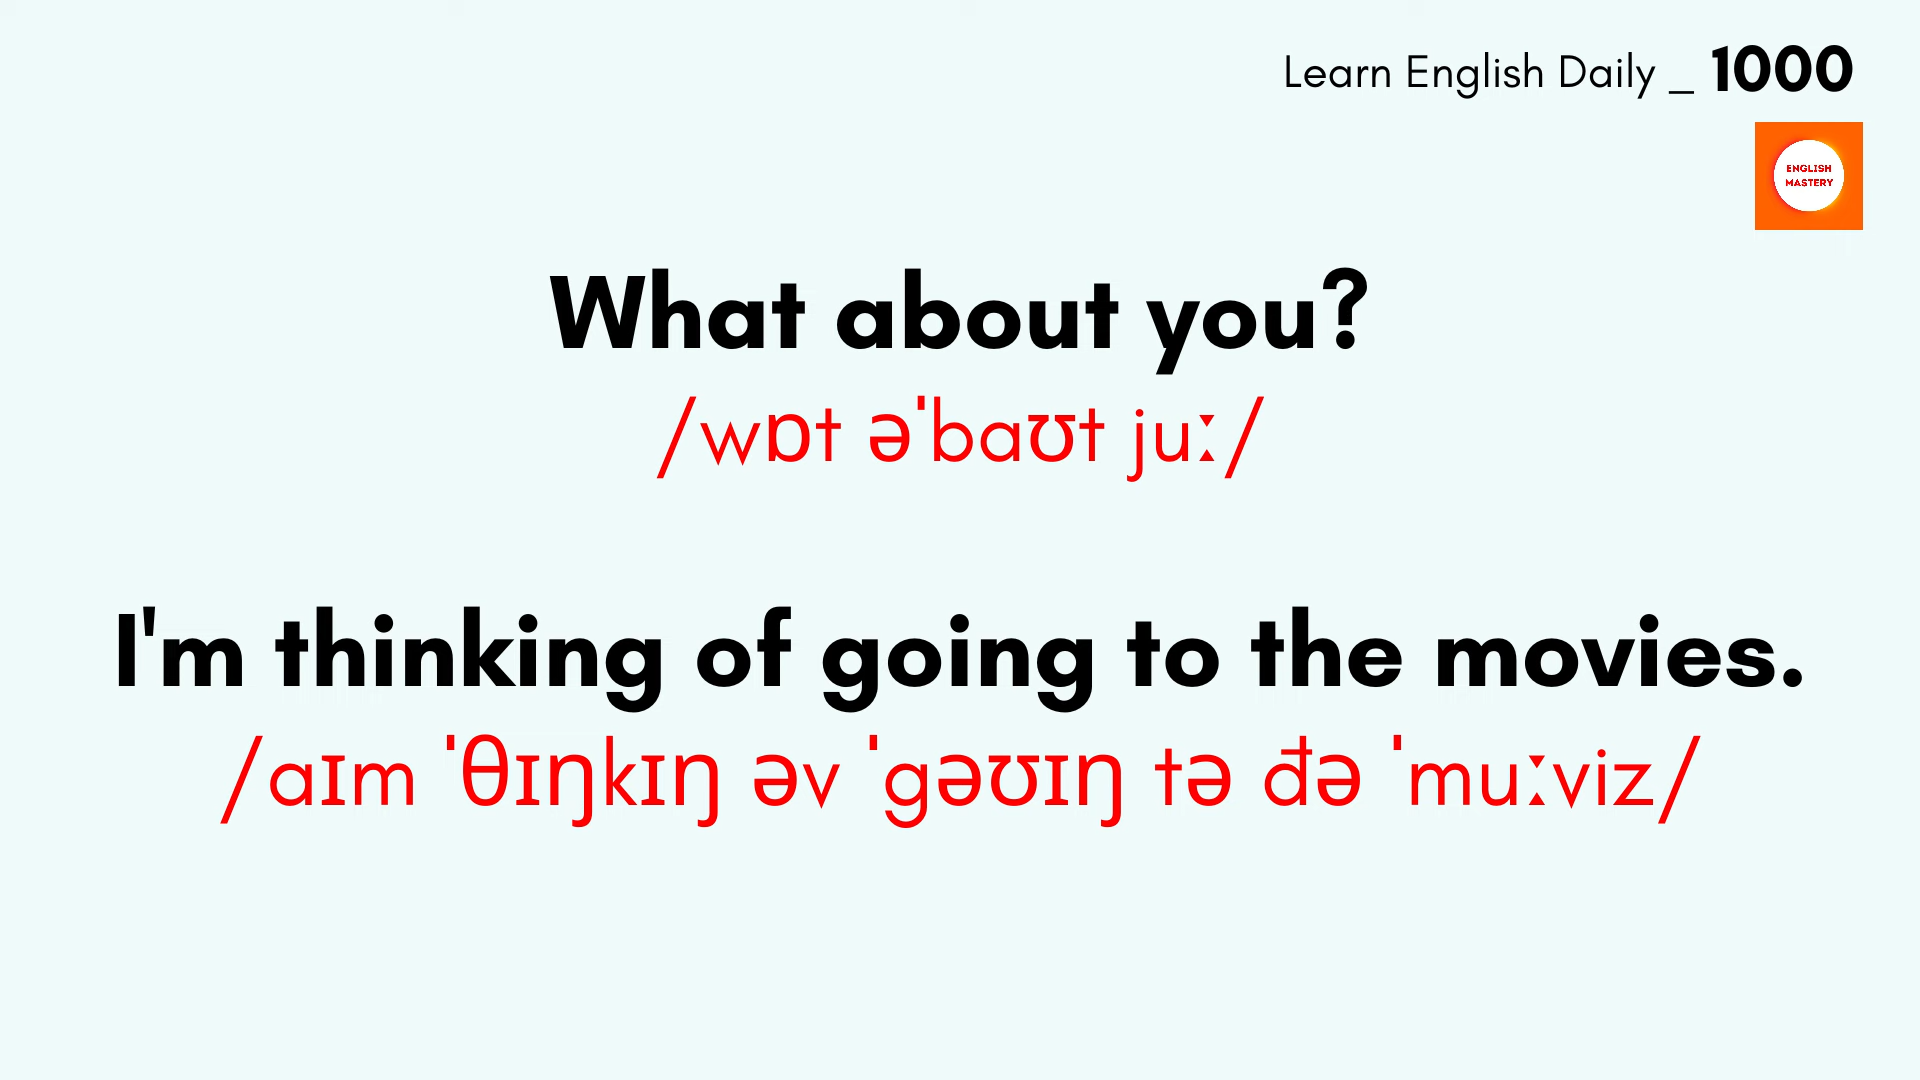 Learn English Daily _ 1000
ENGLISH
MASTERY
What about you?
/wɒt əˈbaʊt juː/
I'm thinking of going to the movies.
/aɪm ˈθɪŋkɪŋ əv ˈgəʊɪŋ tə đə ˈmuːviz/